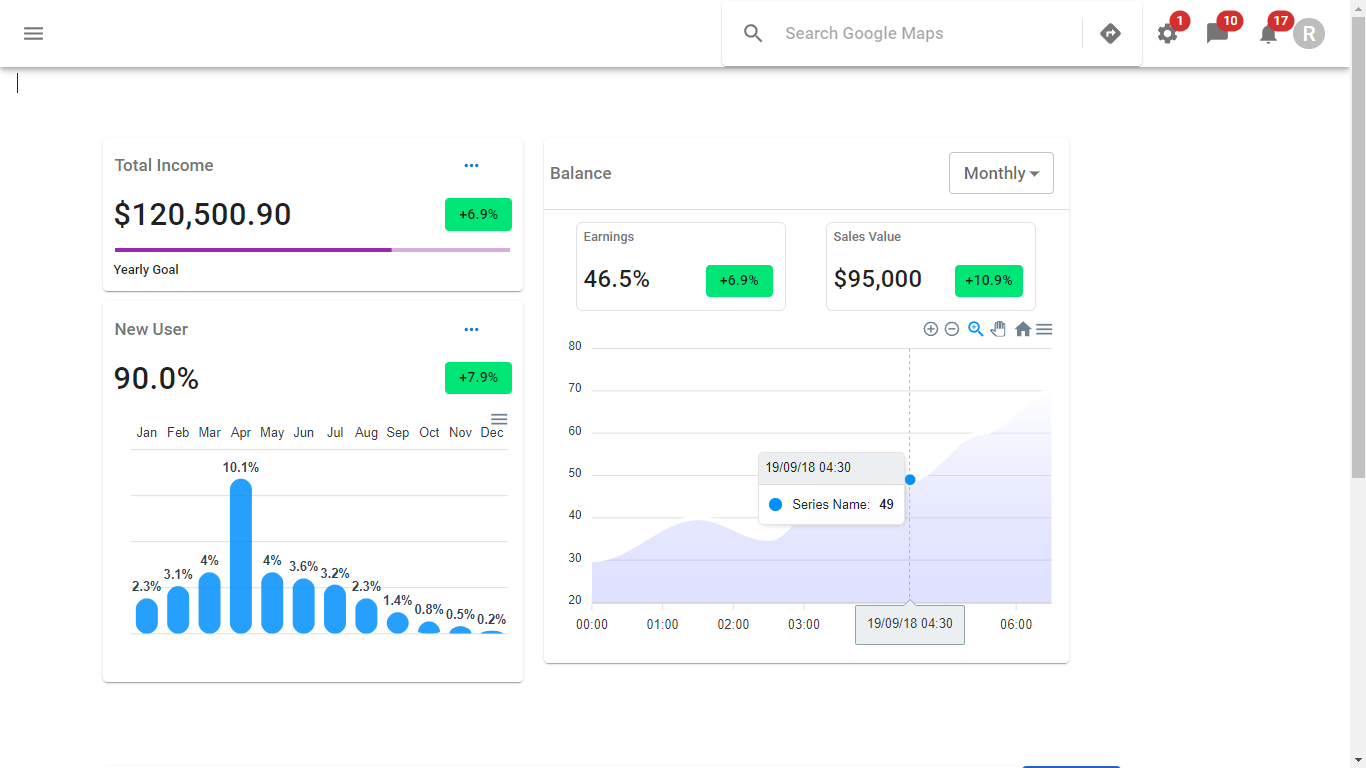 Search Google Maps
1
10
17
R
Total Income
$120,500.90
+6.9%
Yearly Goal
New User
90.0%
+7.9%
Jan Feb Mar Apr May Jun Jul Aug Sep Oct Nov Dec
10.1%
2.3% 3.1% 4% 4% 3.6% 3.2% 2.3% 1.4% 0.8% 0.5% 0.2%
Balance
Monthly
Earnings
46.5%
+6.9%
Sales Value
$95,000
+10.9%
80
70
60
50
40
30
20
19/09/18 04:30
Series Name: 49
00:00 01:00 02:00 03:00 19/09/18 04:30 06:00